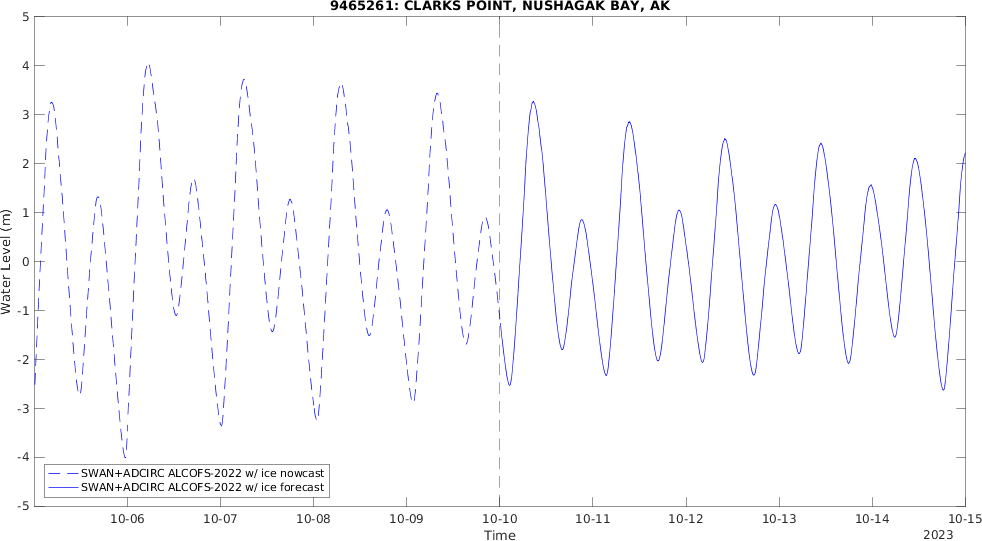 9465261: CLARKS POINT, NUSHAGAK BAY, AK
Water Level (m)
5
4
3
2
1
0
-1
-2
-3
-4
-5
SWAN+ADCIRC ALCOFS-2022 w/ ice nowcast
SWAN+ADCIRC ALCOFS-2022 w/ ice forecast
10-06 10-07 10-08 10-09 10-10 10-11 10-12 10-13 10-14 10-15
Time
2023